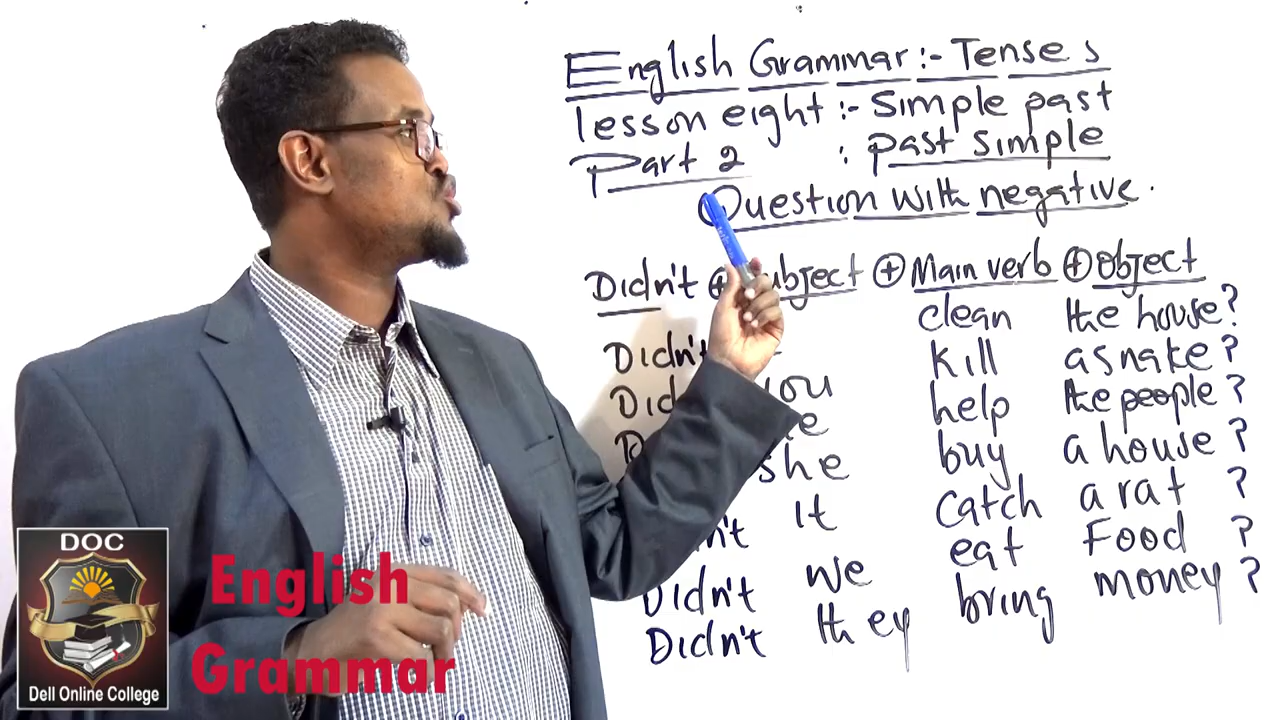 English Grammar :- Tenses
lesson eight :- Simple past
Part 2 : past simple
Question with negative.
Didn't + subject + Main verb + object
Didn't clean the house?
you kill a snake?
help the people?
she buy a house?
it catch a rat ?
Didn't we eat Food ?
Didn't they bring money ?
DOC
Dell Online College
English
Grammar